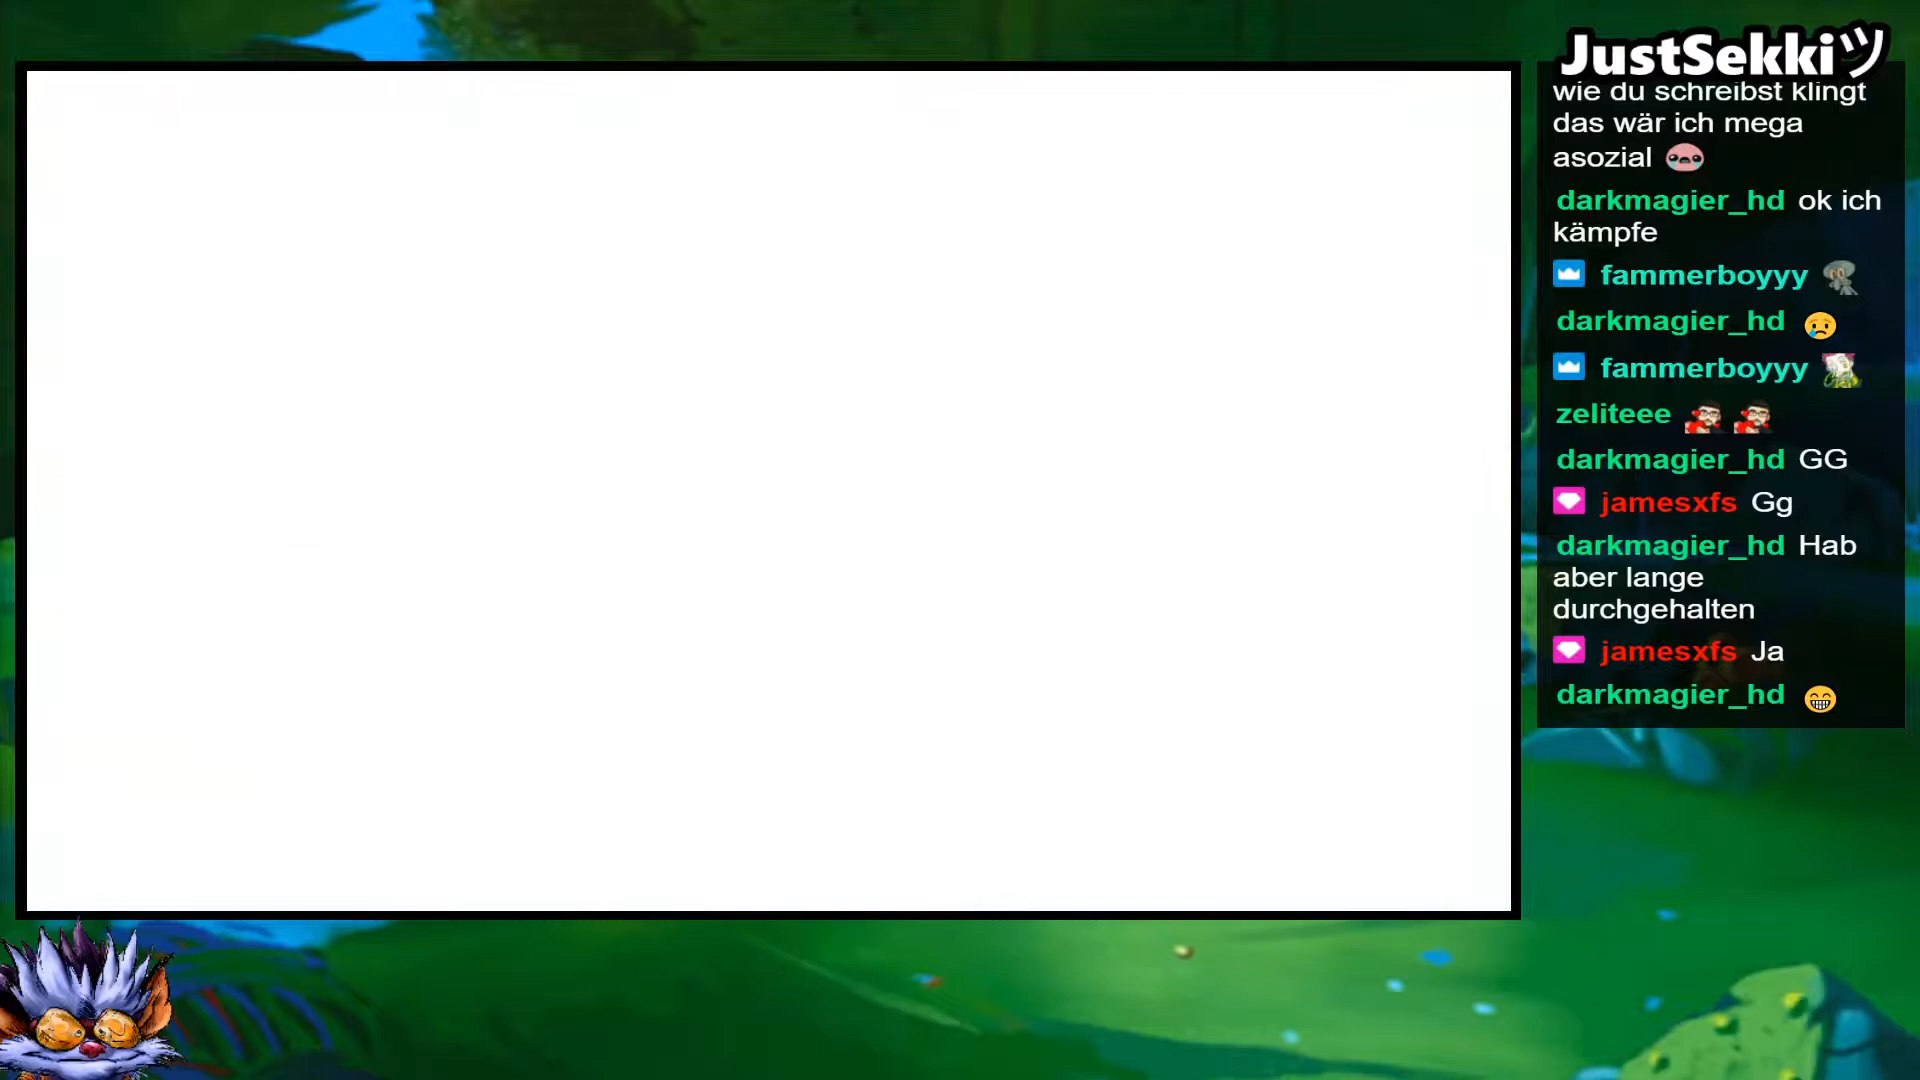 JustSekkiツ
wie du schreibst klingt
das wär ich mega
asozial
darkmagier_hd ok ich
kämpfe
fammerboyyy
darkmagier_hd
fammerboyyy
zeliteee
darkmagier_hd GG
jamesxfs Gg
darkmagier_hd Hab
aber lange
durchgehalten
jamesxfs Ja
darkmagier_hd